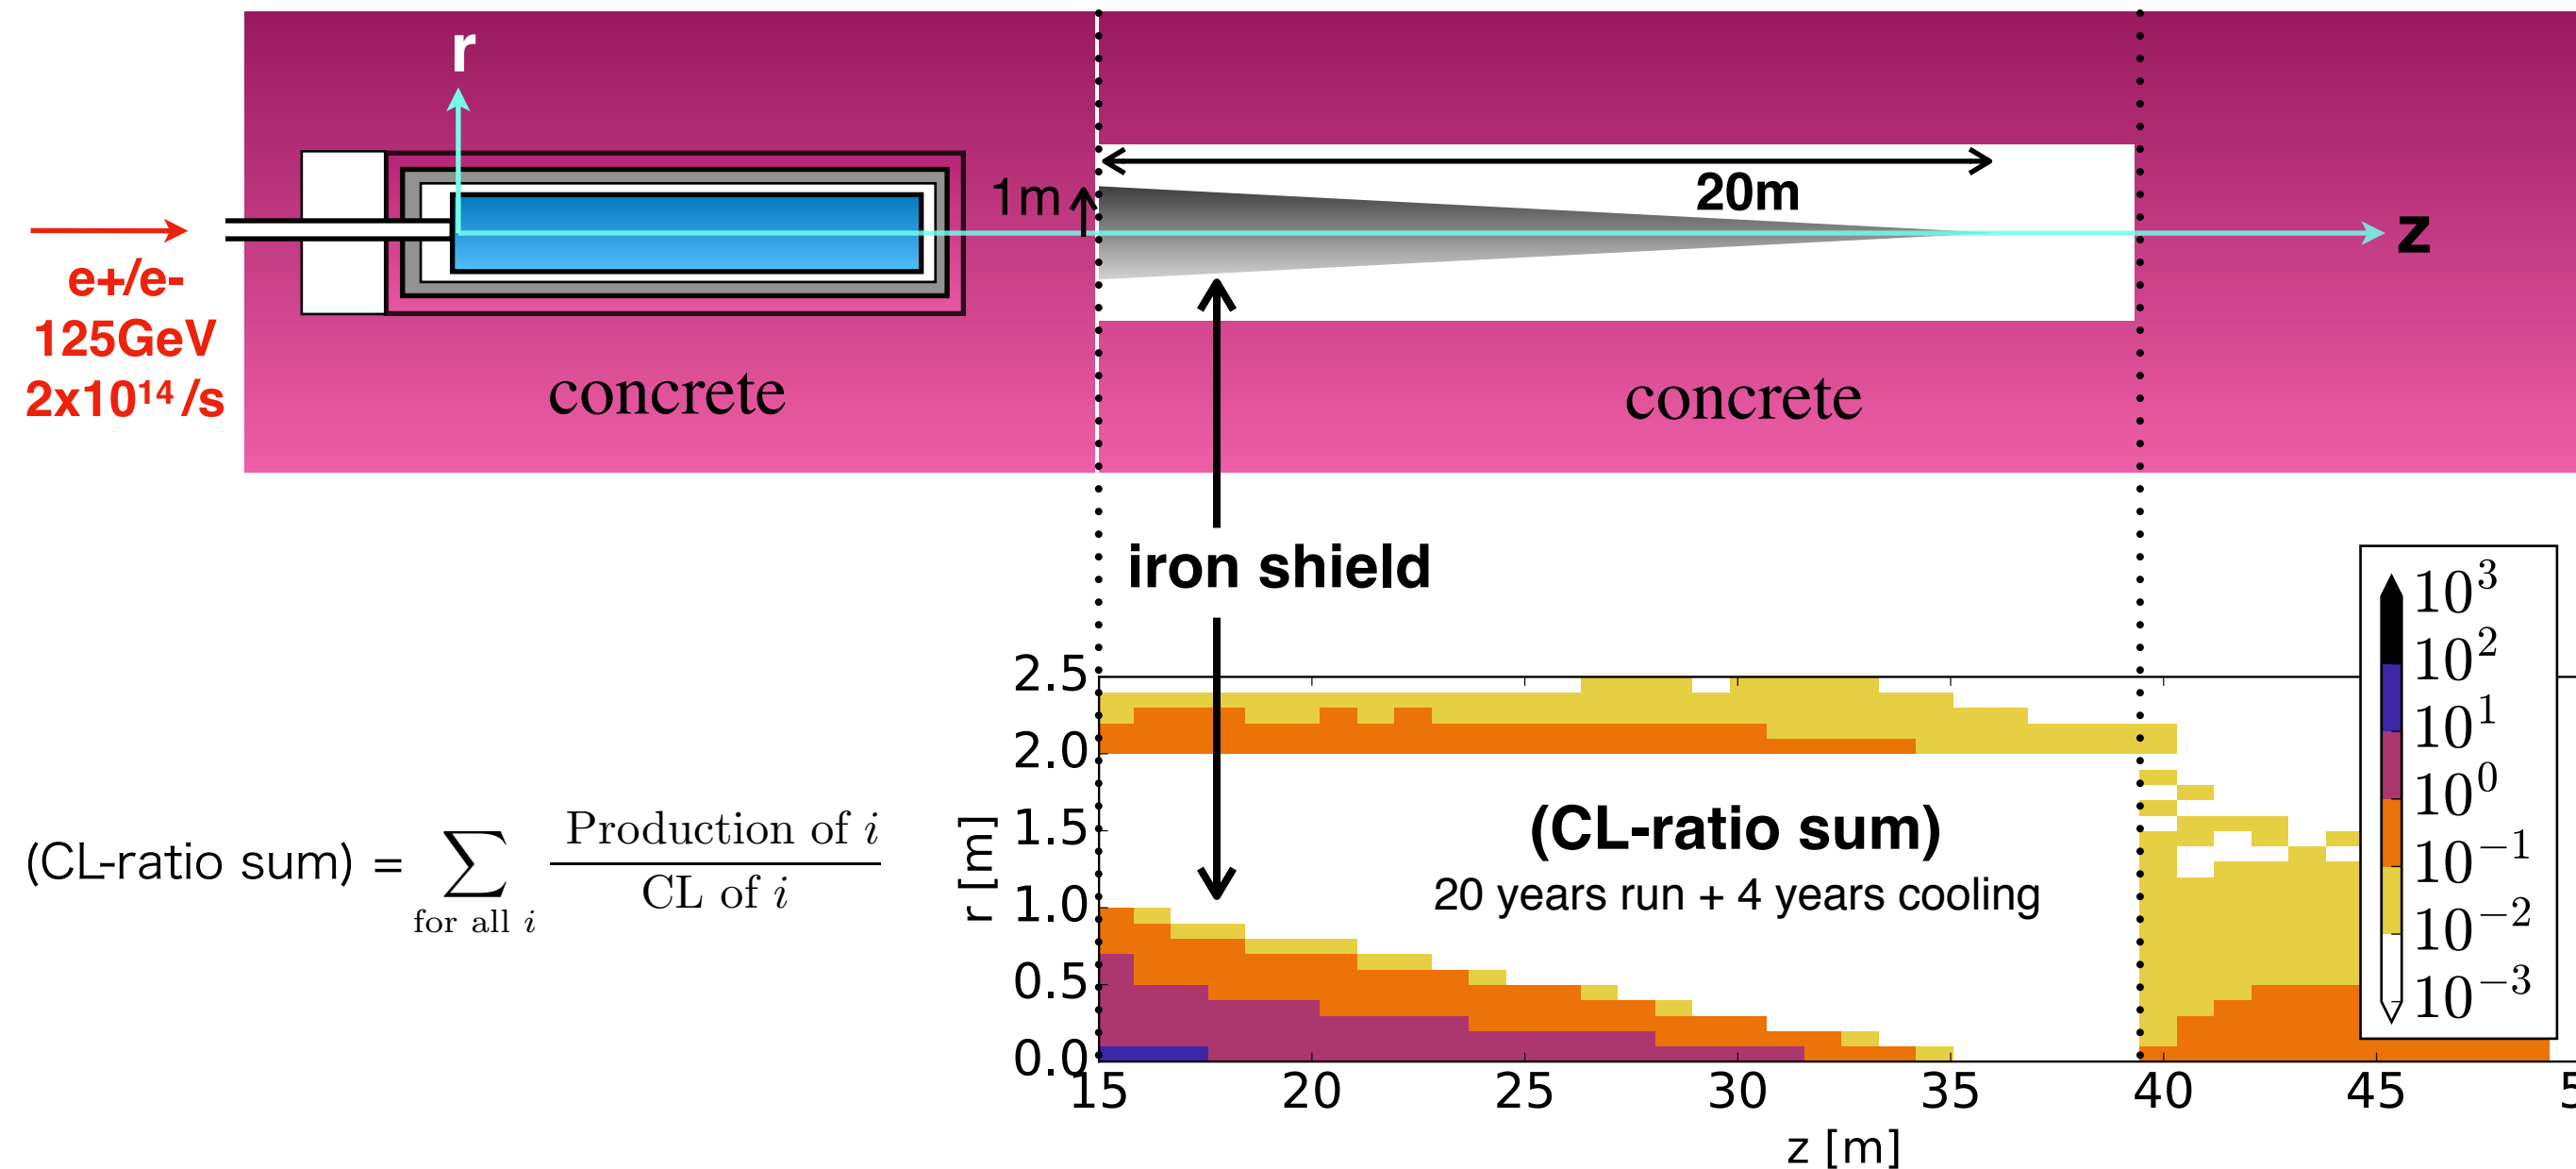 r
1m
20m
z
e+/e-
125GeV
2x10¹⁴/s
concrete
concrete
iron shield
10³
10²
10¹
10⁰
10⁻¹
10⁻²
10⁻³
2.5
2.0
1.5
1.0
0.5
0.0
r [m]
(CL-ratio sum)
20 years run + 4 years cooling
(CL-ratio sum) = ∑ for all i Production of i / CL of i
15 20 25 30 35 40 45 5
z [m]